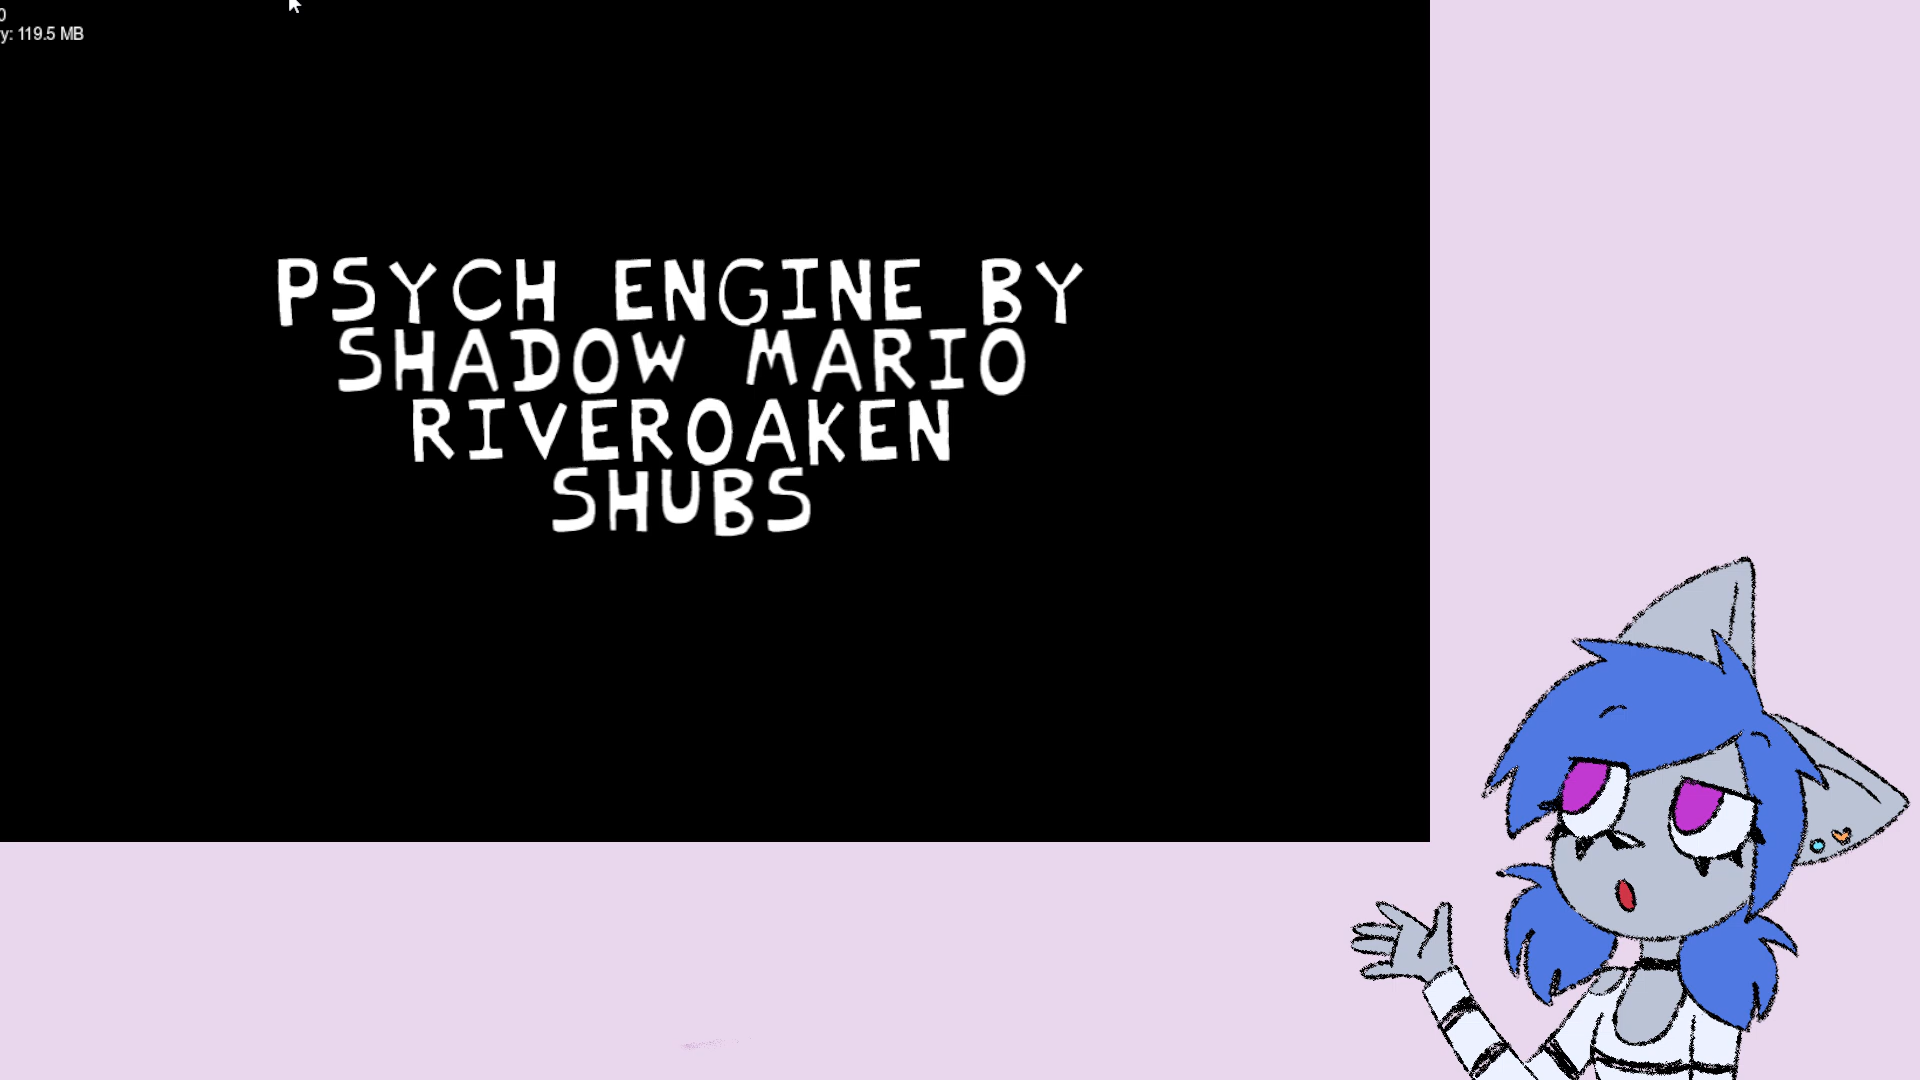 0
y: 119.5 MB
PSYCH ENGINE BY
SHADOW MARIO
RIVEROAKEN
SHUBS